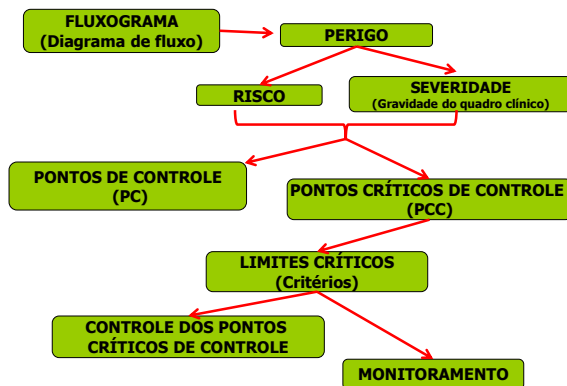 FLUXOGRAMA
(Diagrama de fluxo)
PERIGO
RISCO
SEVERIDADE
(Gravidade do quadro clínico)
PONTOS DE CONTROLE
(PC)
PONTOS CRÍTICOS DE CONTROLE
(PCC)
LIMITES CRÍTICOS
(Critérios)
CONTROLE DOS PONTOS
CRÍTICOS DE CONTROLE
MONITORAMENTO